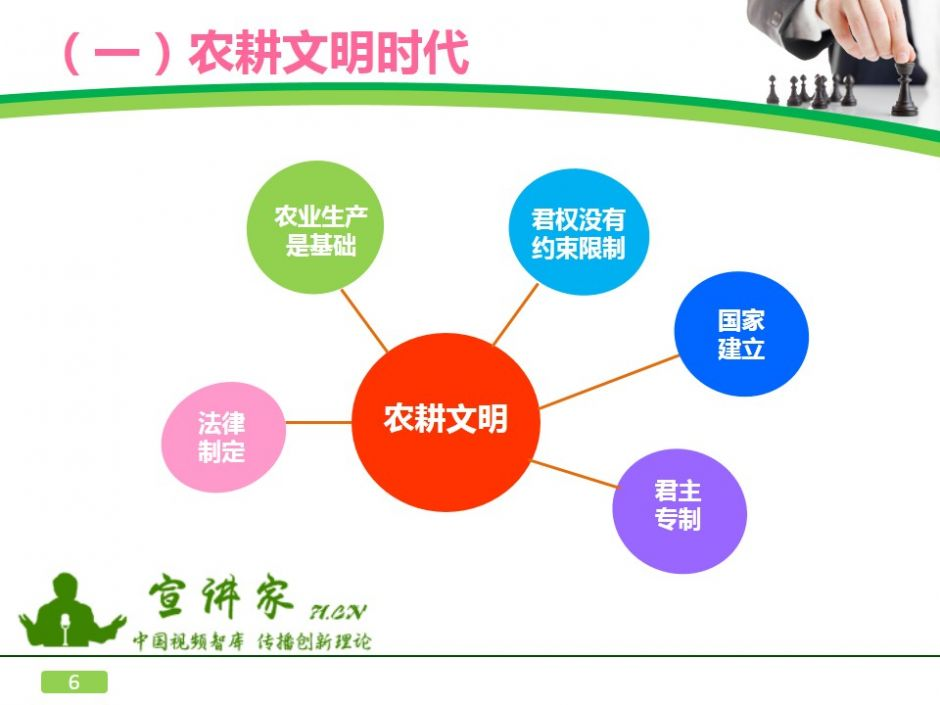 （一）农耕文明时代
农业生产
是基础
君权没有
约束限制
国家
建立
农耕文明
法律
制定
君主
专制
宣讲家 71.CN
中国视频智库 传播创新理论
6